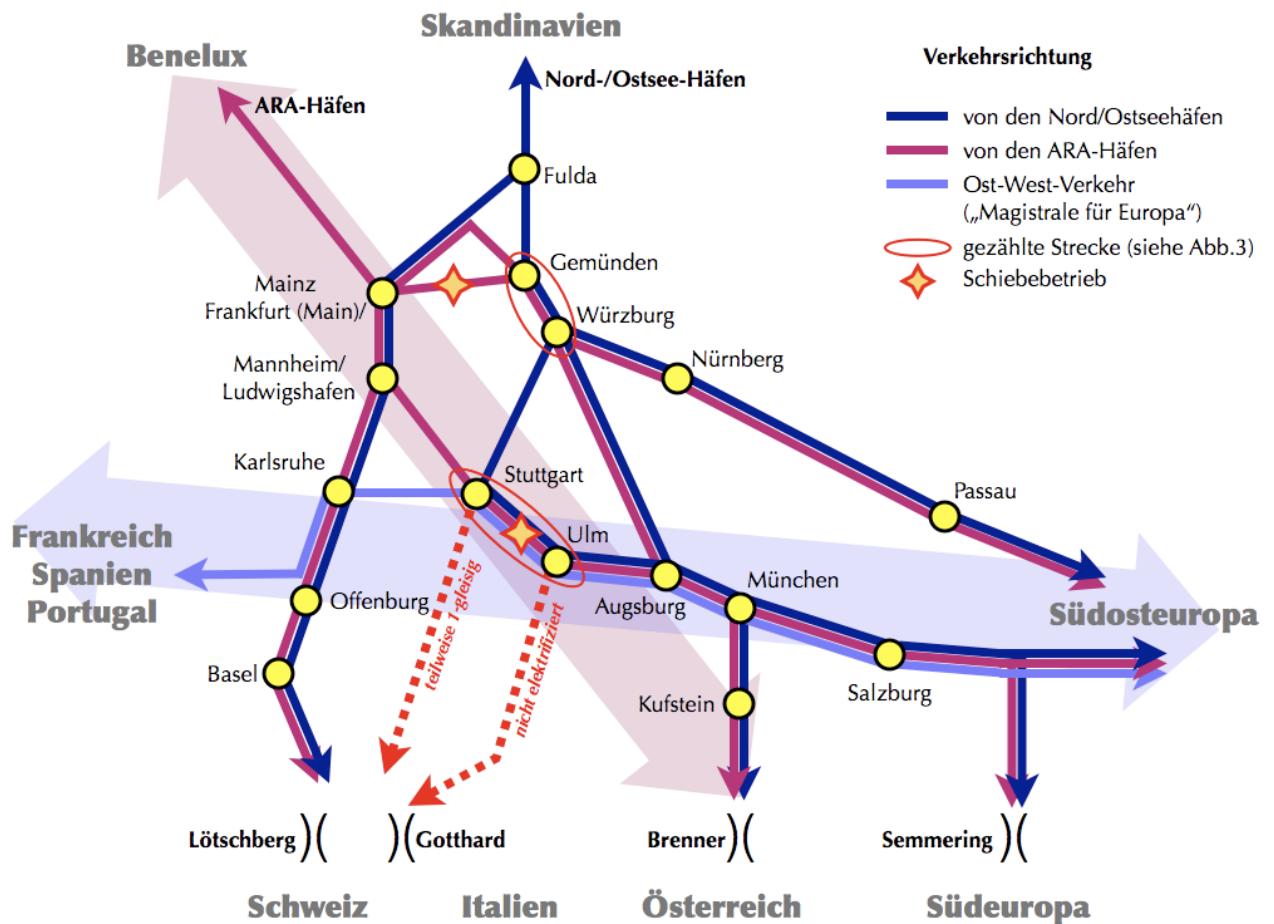 Skandinavien
Benelux
Verkehrsrichtung
Nord-/Ostsee-Häfen
ARA-Häfen
von den Nord/Ostseehäfen
von den ARA-Häfen
Ost-West-Verkehr
(„Magistrale für Europa“)
gezählte Strecke (siehe Abb.3)
Schiebebetrieb
Fulda
Gemünden
Mainz
Frankfurt (Main)/
Würzburg
Mannheim/
Ludwigshafen
Nürnberg
Karlsruhe
Stuttgart
Passau
Ulm
Frankreich
Spanien
Portugal
Offenburg
Augsburg
München
Südosteuropa
teilweise 1-gleisig
nicht elektrifiziert
Basel
Kufstein
Salzburg
Lötschberg )(
)( Gotthard
Brenner )(
Semmering )(
Schweiz
Italien
Österreich
Südeuropa